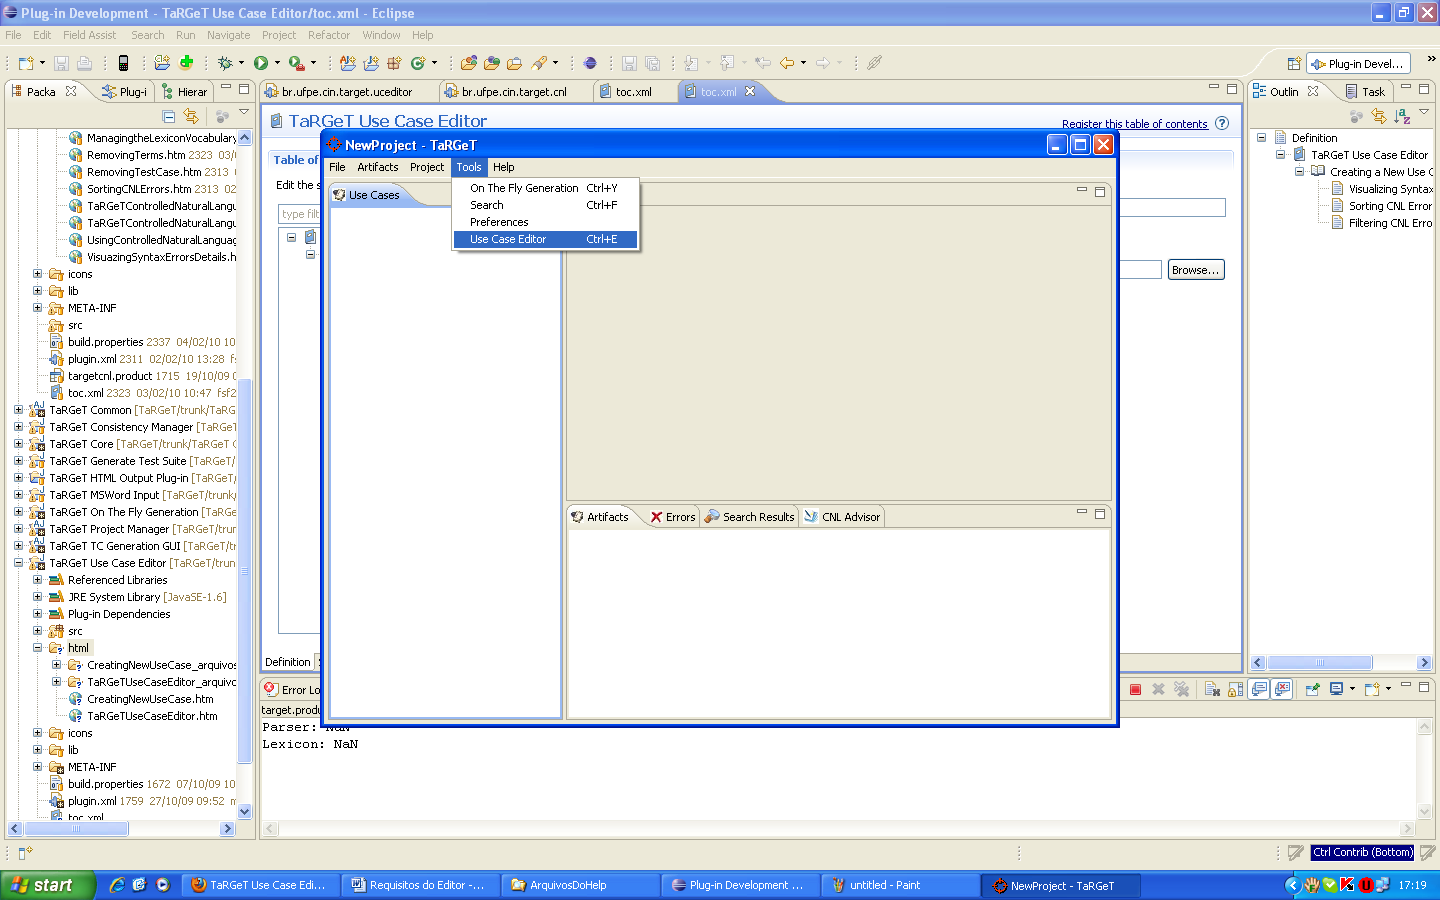 Plug-in Development - TaRGeT Use Case Editor/toc.xml - Eclipse
File Edit Field Assist Search Run Navigate Project Refactor Window Help
Plug-in Devel...
Packa Plug-i Hierar
br.ufpe.cin.target.uceditor br.ufpe.cin.target.cnl toc.xml toc.xml
Outlin Task
ManagingtheLexiconVocabulary
RemovingTerms.htm 2323 03/0
RemovingTestCase.htm 2313
SortingCNLErrors.htm 2313 02
TaRGeTControlledNaturalLangu
TaRGeTControlledNaturalLangu
UsingControlledNaturalLanguag
VisuazingSyntaxErrorsDetails.h
icons
lib
META-INF
src
build.properties 2337 04/02/10 10
plugin.xml 2311 02/02/10 13:28 fs
targetcnl.product 1715 19/10/09 0
toc.xml 2323 03/02/10 10:47 fsf2
TaRGeT Common [TaRGeT/trunk/TaRG
TaRGeT Consistency Manager [TaRGeT
TaRGeT Core [TaRGeT/trunk/TaRGeT C
TaRGeT Generate Test Suite [TaRGeT/
TaRGeT HTML Output Plug-in [TaRGeT/
TaRGeT MSWord Input [TaRGeT/trunk/
TaRGeT On The Fly Generation [TaRGeT
TaRGeT Project Manager [TaRGeT/trun
TaRGeT TC Generation GUI [TaRGeT/tr
TaRGeT Use Case Editor [TaRGeT/trun
Referenced Libraries
JRE System Library [JavaSE-1.6]
Plug-in Dependencies
src
html
CreatingNewUseCase_arquivos
TaRGeTUseCaseEditor_arquivo
CreatingNewUseCase.htm
TaRGeTUseCaseEditor.htm
icons
lib
META-INF
build.properties 1672 07/10/09 10
plugin.xml 1759 27/10/09 09:52 m
toc.xml
TaRGeT Use Case Editor
Register this table of contents
Table of
Edit the s
type filt
Browse...
Definition
NewProject - TaRGeT
File Artifacts Project Tools Help
Use Cases
On The Fly Generation Ctrl+Y
Search Ctrl+F
Preferences
Use Case Editor Ctrl+E
Artifacts Errors Search Results CNL Advisor
Definition
TaRGeT Use Case Editor
Creating a New Use C
Visualizing Syntax
Sorting CNL Error
Filtering CNL Erro
Error Lo
target.produ
Parser: NaN
Lexicon: NaN
Ctrl Contrib (Bottom)
start TaRGeT Use Case Edi... Requisitos do Editor -... ArquivosDoHelp Plug-in Development ... untitled - Paint NewProject - TaRGeT 17:19